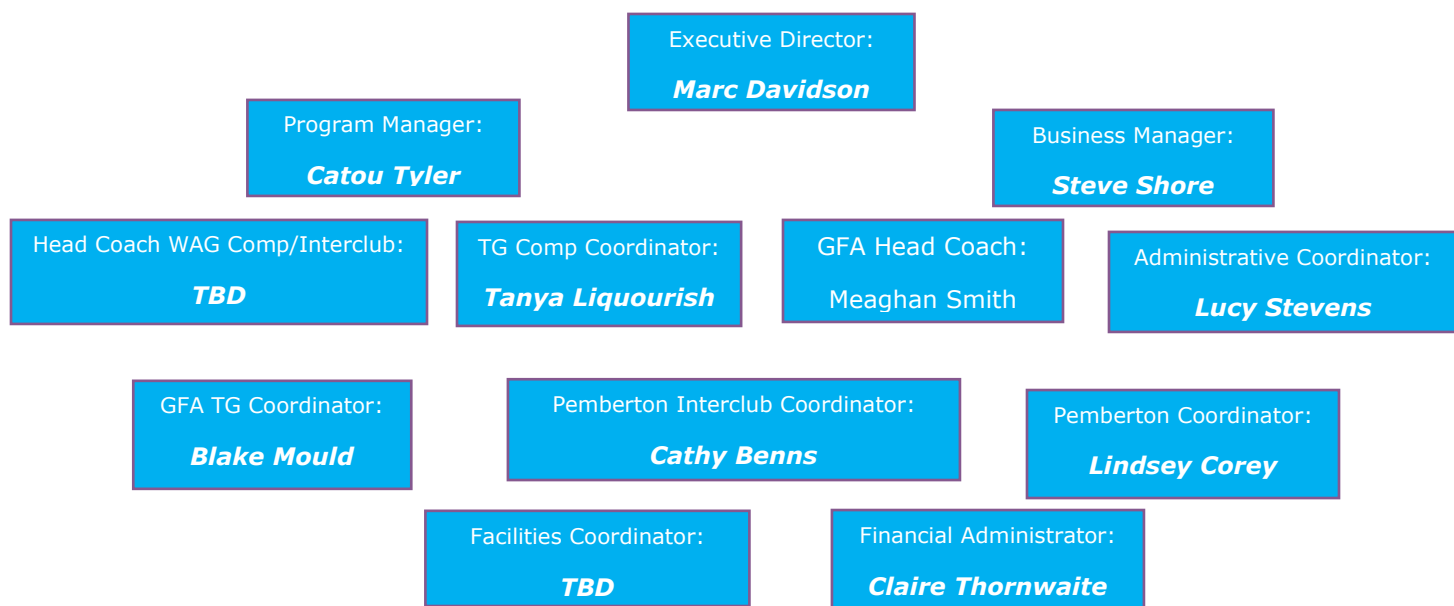 Executive Director:
Marc Davidson
Program Manager:
Catou Tyler
Business Manager:
Steve Shore
Head Coach WAG Comp/Interclub:
TBD
TG Comp Coordinator:
Tanya Liquourish
GFA Head Coach:
Meaghan Smith
Administrative Coordinator:
Lucy Stevens
GFA TG Coordinator:
Blake Mould
Pemberton Interclub Coordinator:
Cathy Benns
Pemberton Coordinator:
Lindsey Corey
Facilities Coordinator:
TBD
Financial Administrator:
Claire Thornwaite